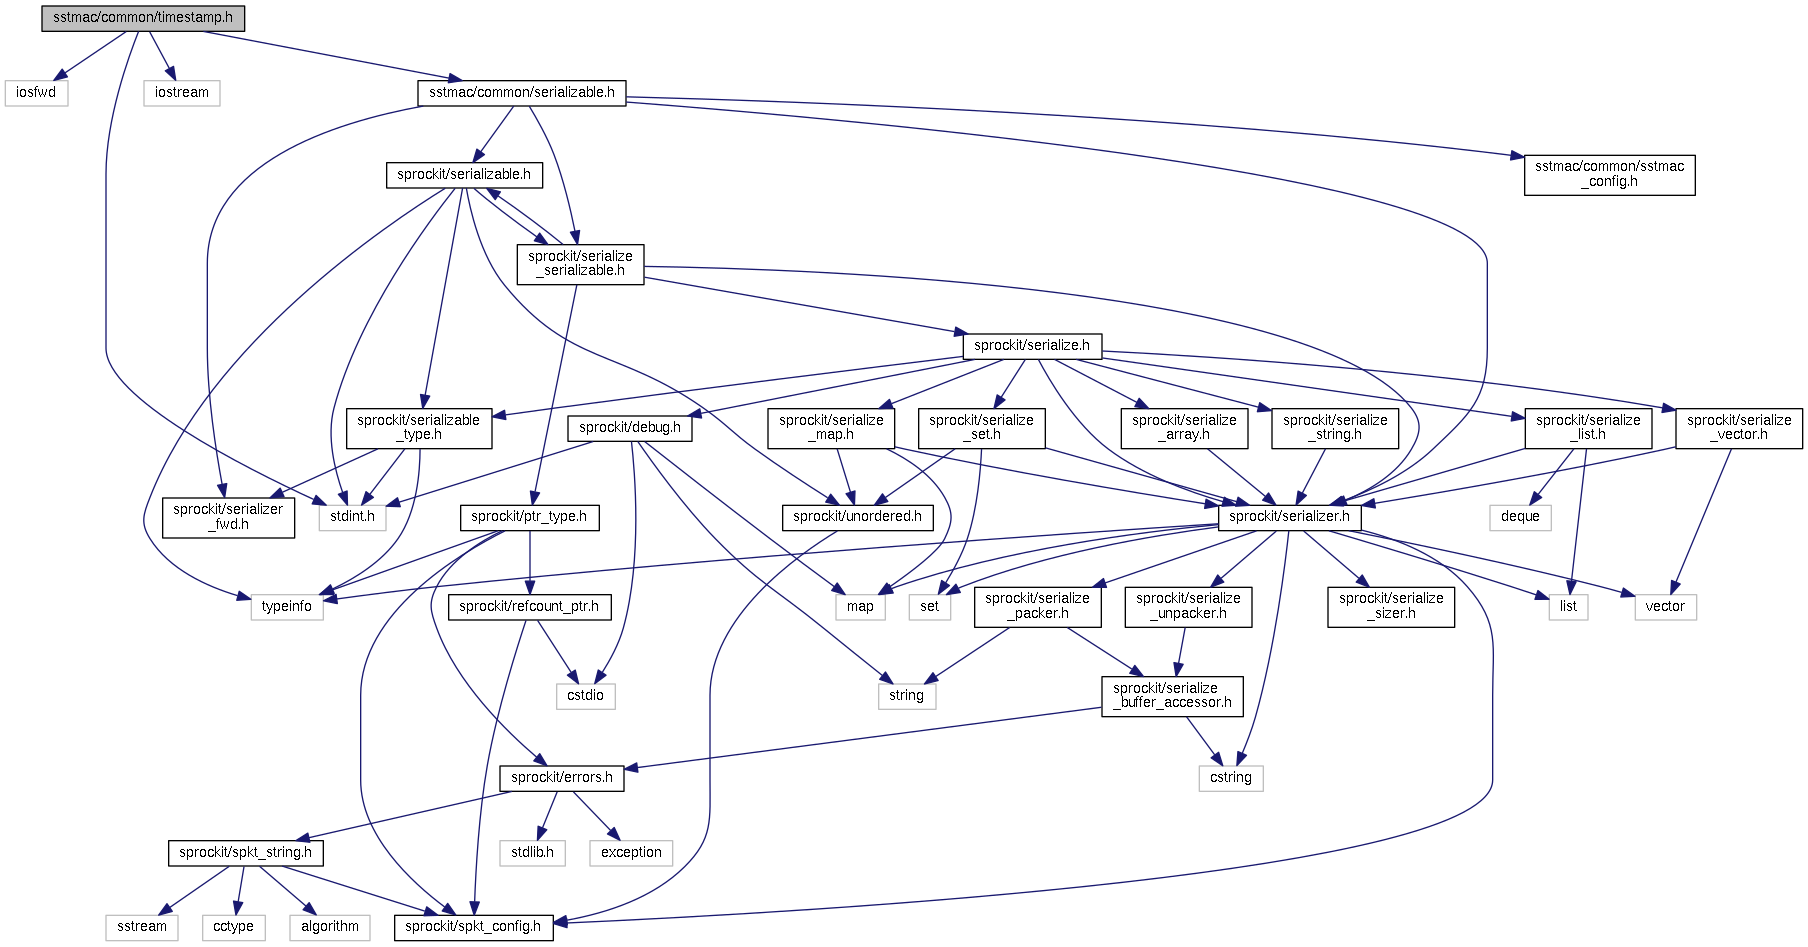 sstmac/common/timestamp.h
iosfwd
iostream
sstmac/common/serializable.h
sprockit/serializable.h
sstmac/common/sstmac
_config.h
sprockit/serialize
_serializable.h
sprockit/serialize.h
sprockit/serializable
_type.h
sprockit/debug.h
sprockit/serialize
_map.h
sprockit/serialize
_set.h
sprockit/serialize
_array.h
sprockit/serialize
_string.h
sprockit/serialize
_list.h
sprockit/serialize
_vector.h
sprockit/serializer
_fwd.h
stdint.h
sprockit/ptr_type.h
sprockit/unordered.h
sprockit/serializer.h
deque
typeinfo
sprockit/refcount_ptr.h
map
set
sprockit/serialize
_packer.h
sprockit/serialize
_unpacker.h
sprockit/serialize
_sizer.h
list
vector
cstdio
string
sprockit/serialize
_buffer_accessor.h
sprockit/errors.h
cstring
sprockit/spkt_string.h
stdlib.h
exception
sstream
cctype
algorithm
sprockit/spkt_config.h